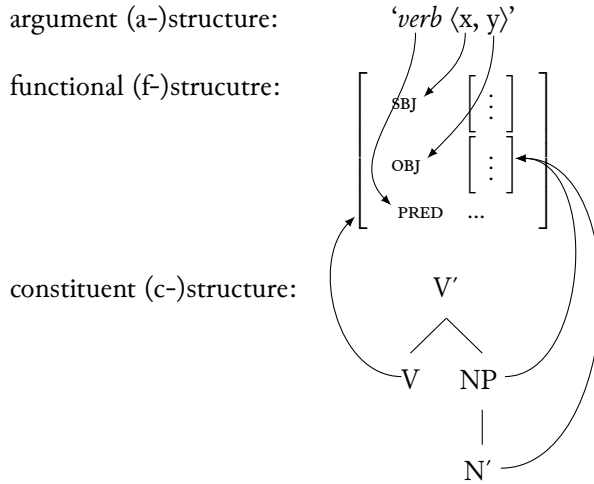 argument (a-)structure: ‘verb ⟨x, y⟩’
functional (f-)strucutre:
SBJ ⋮
OBJ ⋮
PRED ...
constituent (c-)structure: V′
V NP
N′